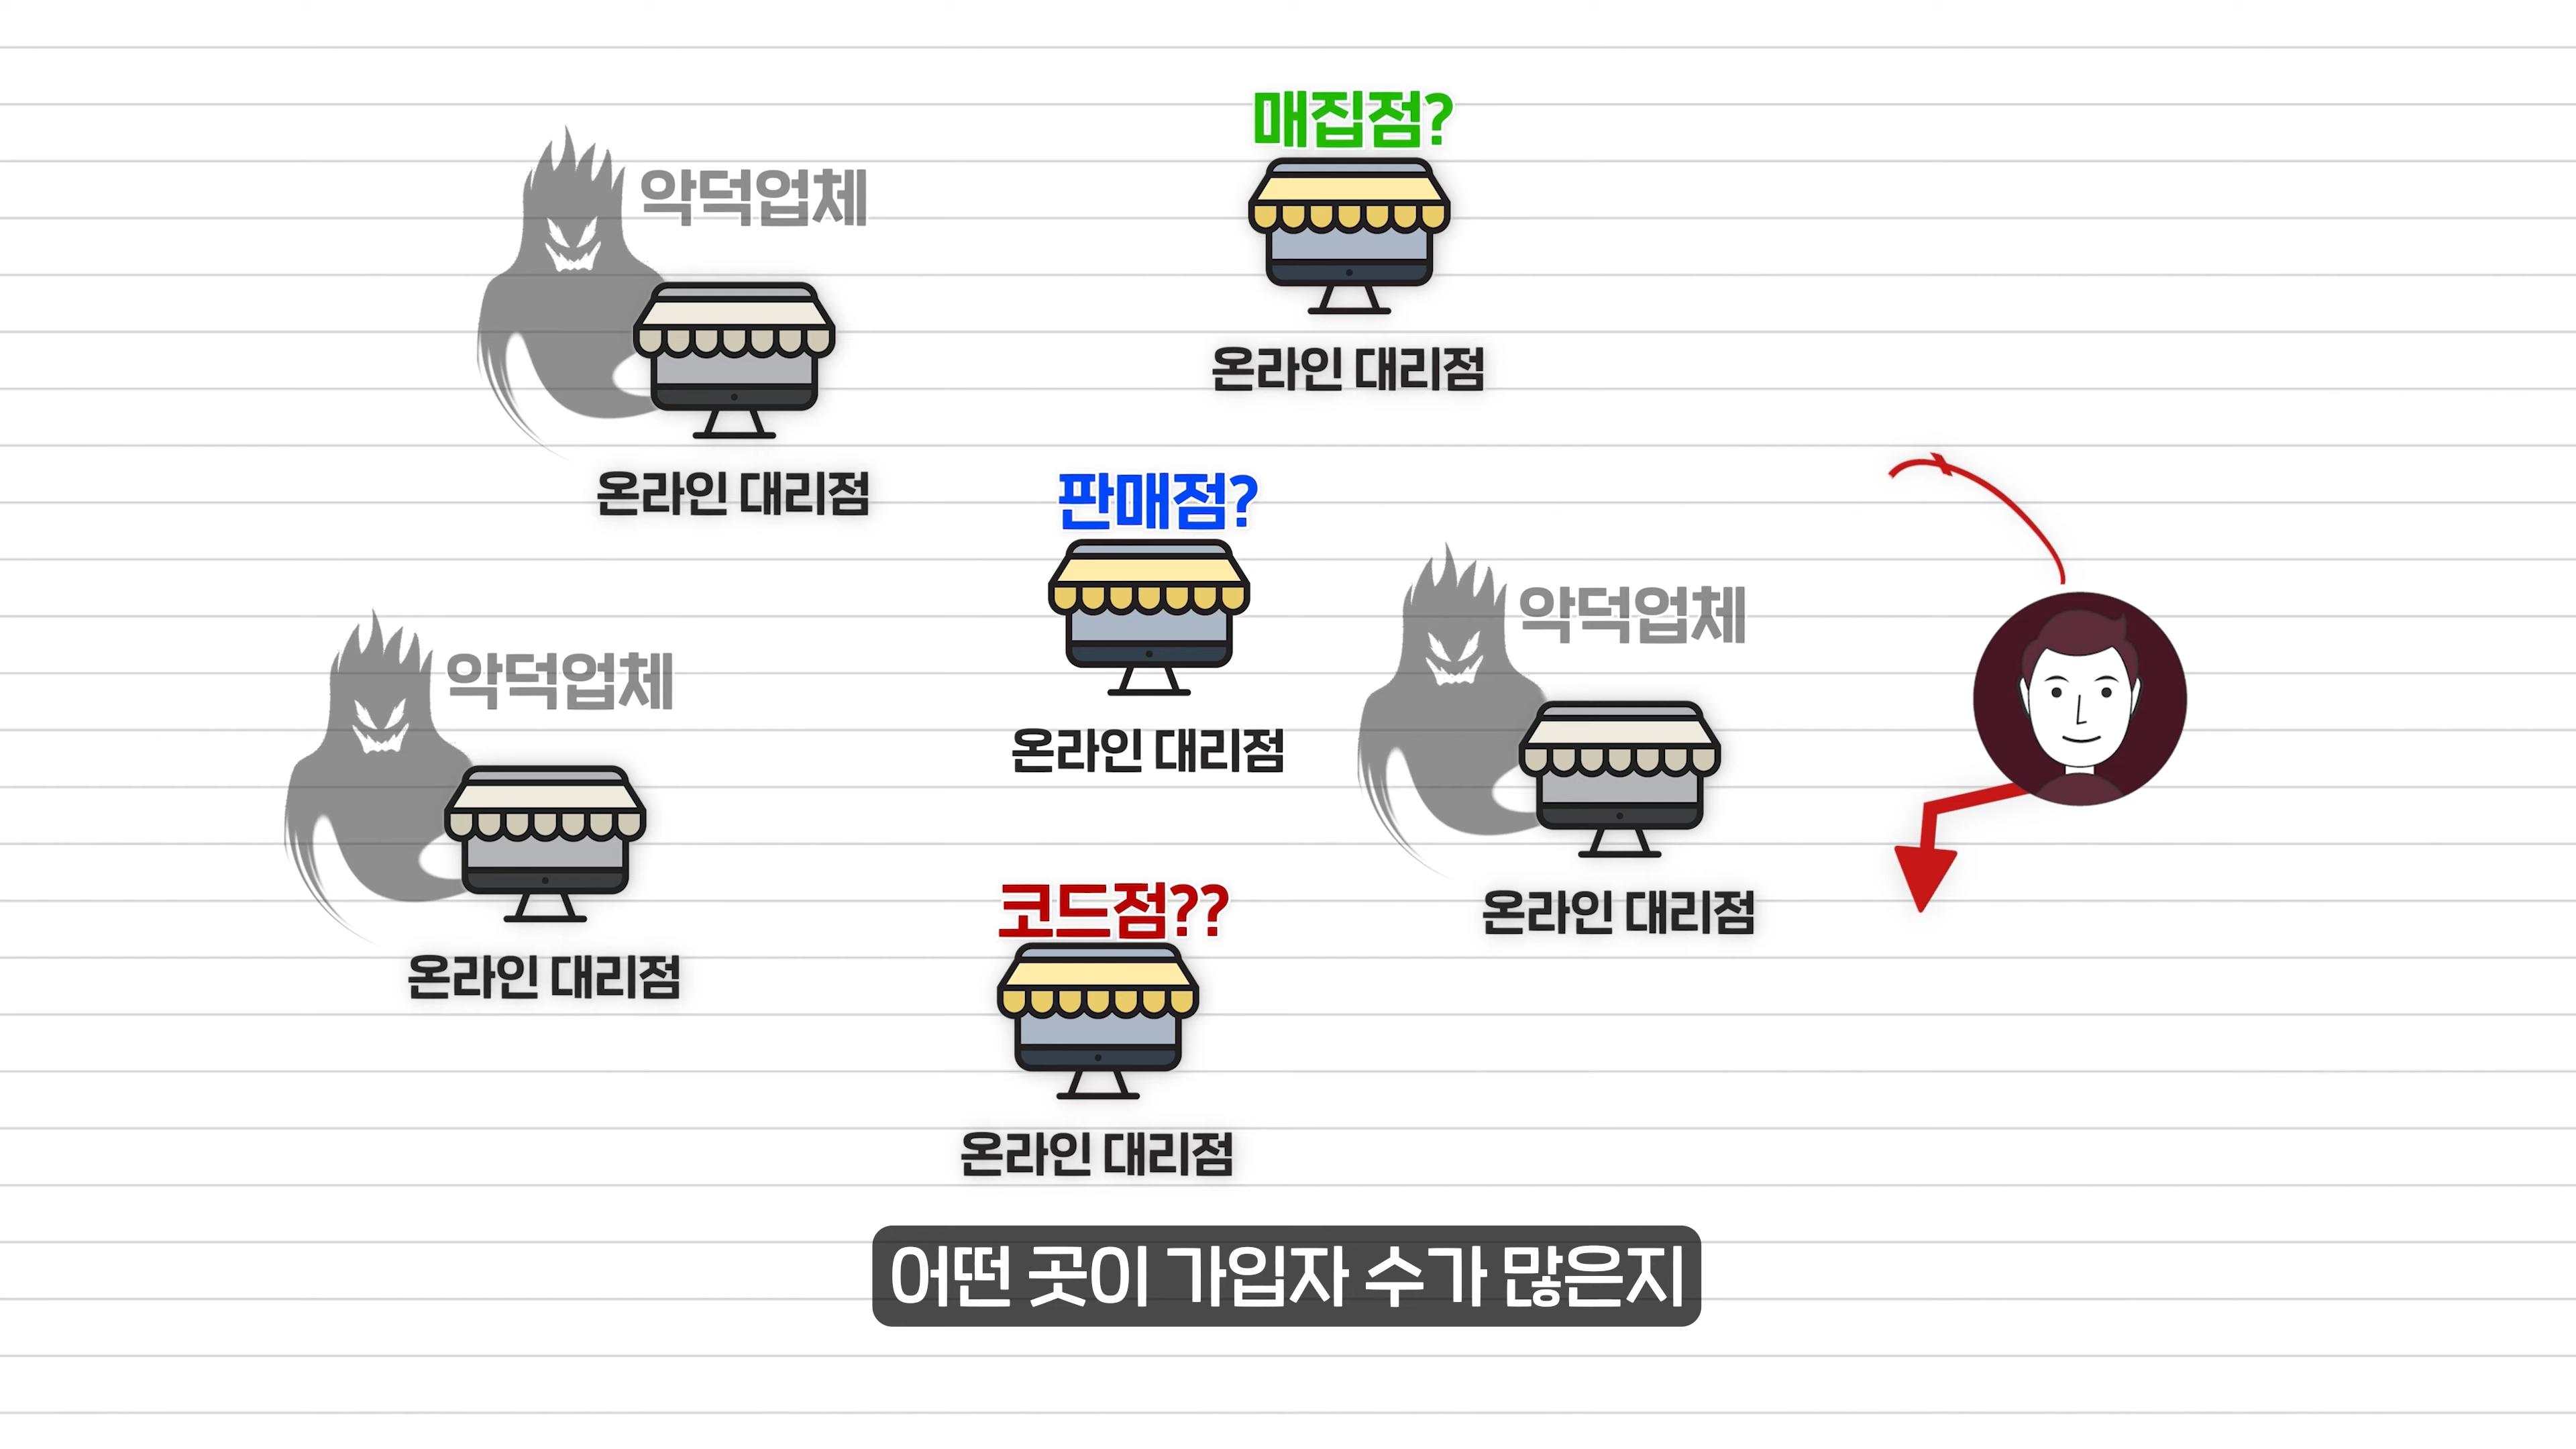 매집점?
온라인 대리점
악덕업체
온라인 대리점
판매점?
온라인 대리점
악덕업체
온라인 대리점
악덕업체
온라인 대리점
코드점??
온라인 대리점
어떤 곳이 가입자 수가 많은지